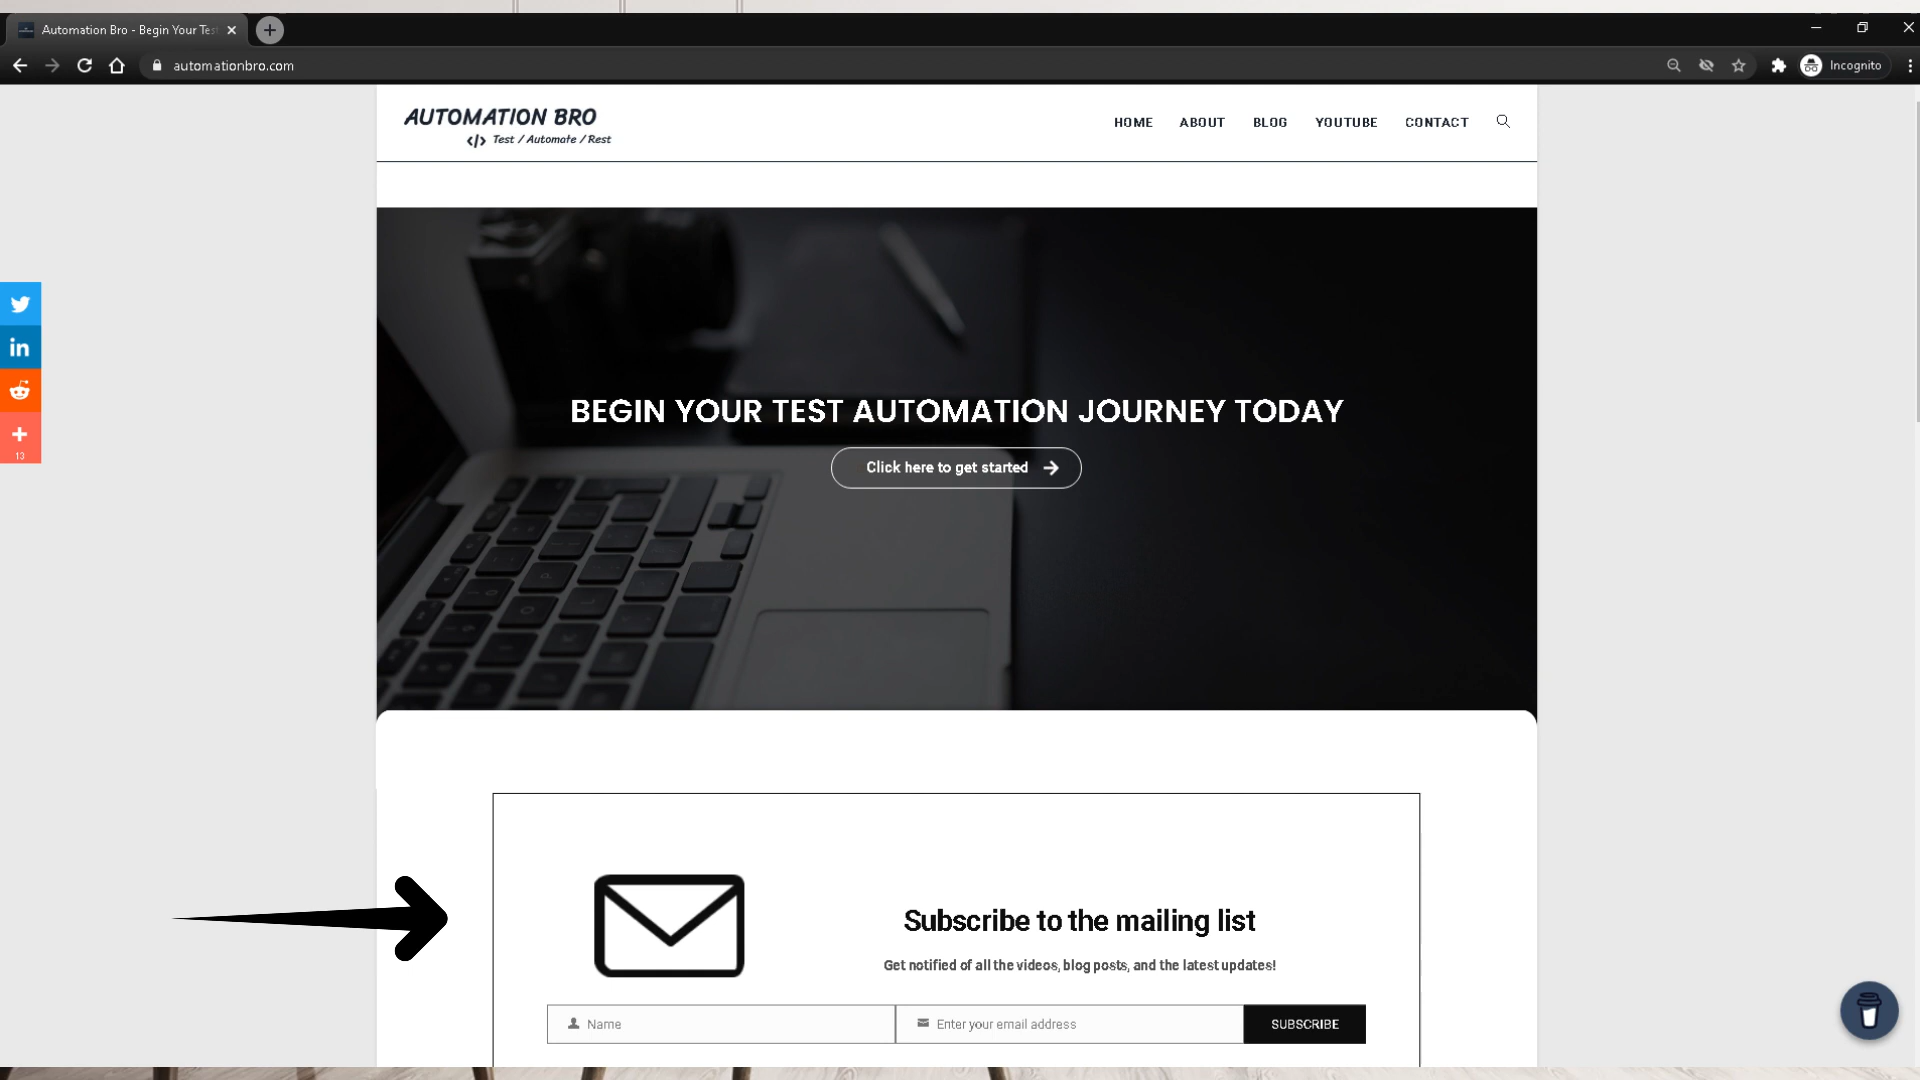 Automation Bro - Begin Your Tes
automationbro.com
Incognito
AUTOMATION BRO
</> Test / Automate / Rest
HOME ABOUT BLOG YOUTUBE CONTACT
BEGIN YOUR TEST AUTOMATION JOURNEY TODAY
Click here to get started
13
Subscribe to the mailing list
Get notified of all the videos, blog posts, and the latest updates!
Name Enter your email address SUBSCRIBE